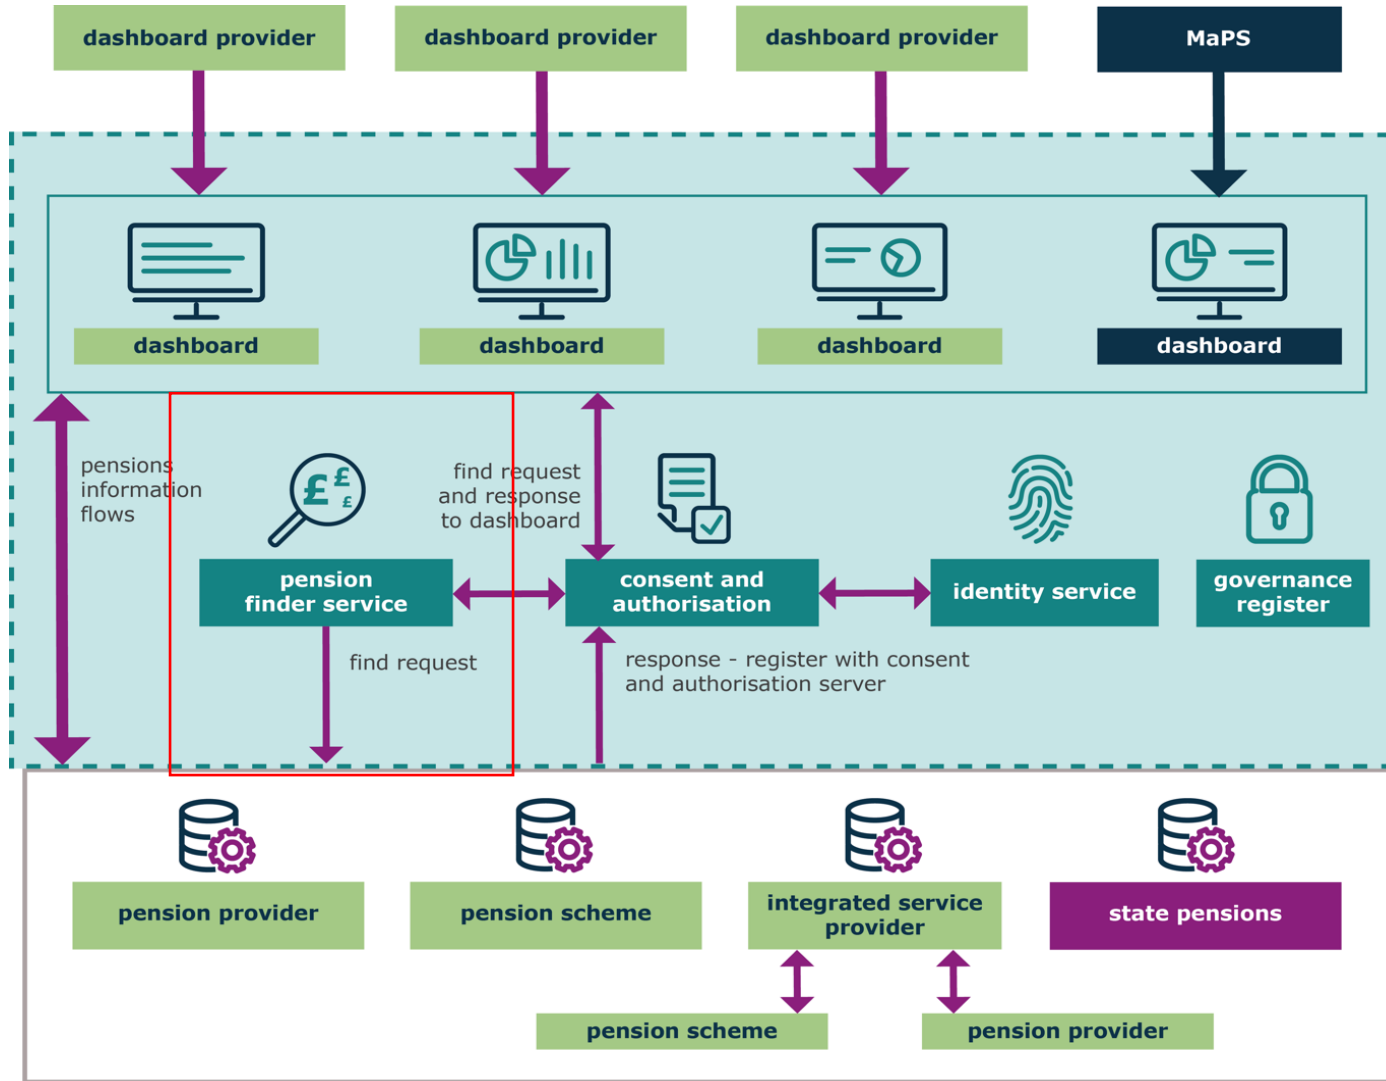 dashboard provider
dashboard provider
dashboard provider
MaPS
dashboard
dashboard
dashboard
dashboard
pensions
information
flows
£ £ £
find request
and response
to dashboard
pension
finder service
consent and
authorisation
identity service
governance
register
find request
response - register with consent
and authorisation server
pension provider
pension scheme
integrated service
provider
state pensions
pension scheme
pension provider